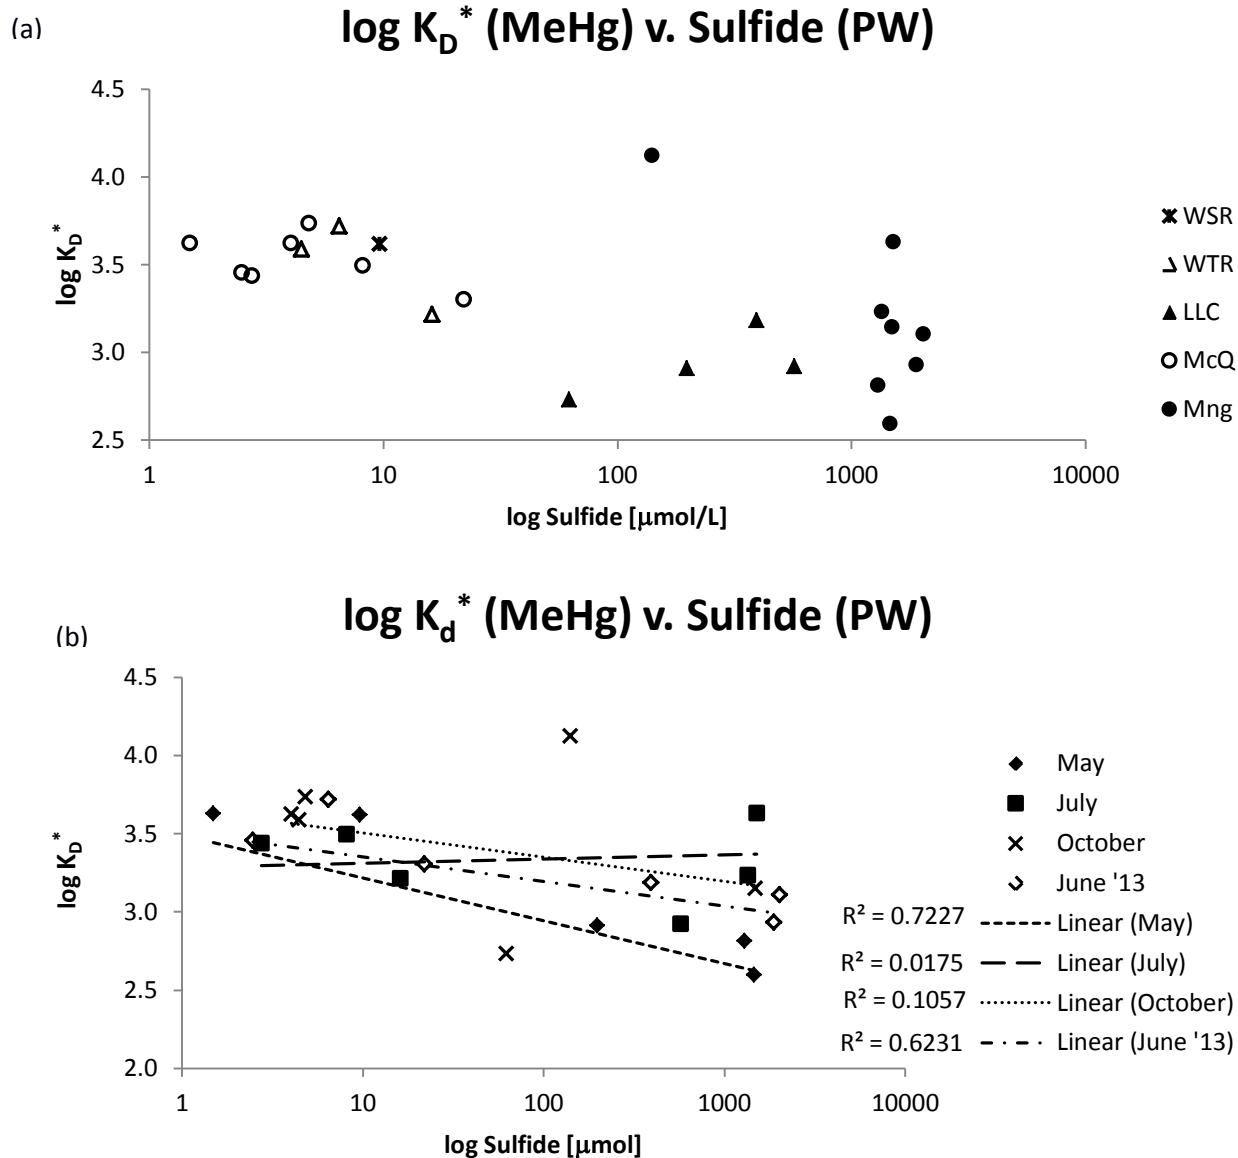 (a)
log K_D^* (MeHg) v. Sulfide (PW)
4.5
4.0
3.5
3.0
2.5
log K_D^*
1 10 100 1000 10000
log Sulfide [μmol/L]
WSR
WTR
LLC
McQ
Mng
(b)
log K_d^* (MeHg) v. Sulfide (PW)
4.5
4.0
3.5
3.0
2.5
2.0
log K_D^*
1 10 100 1000 10000
log Sulfide [μmol]
May
July
October
June '13
R² = 0.7227 Linear (May)
R² = 0.0175 Linear (July)
R² = 0.1057 Linear (October)
R² = 0.6231 Linear (June '13)